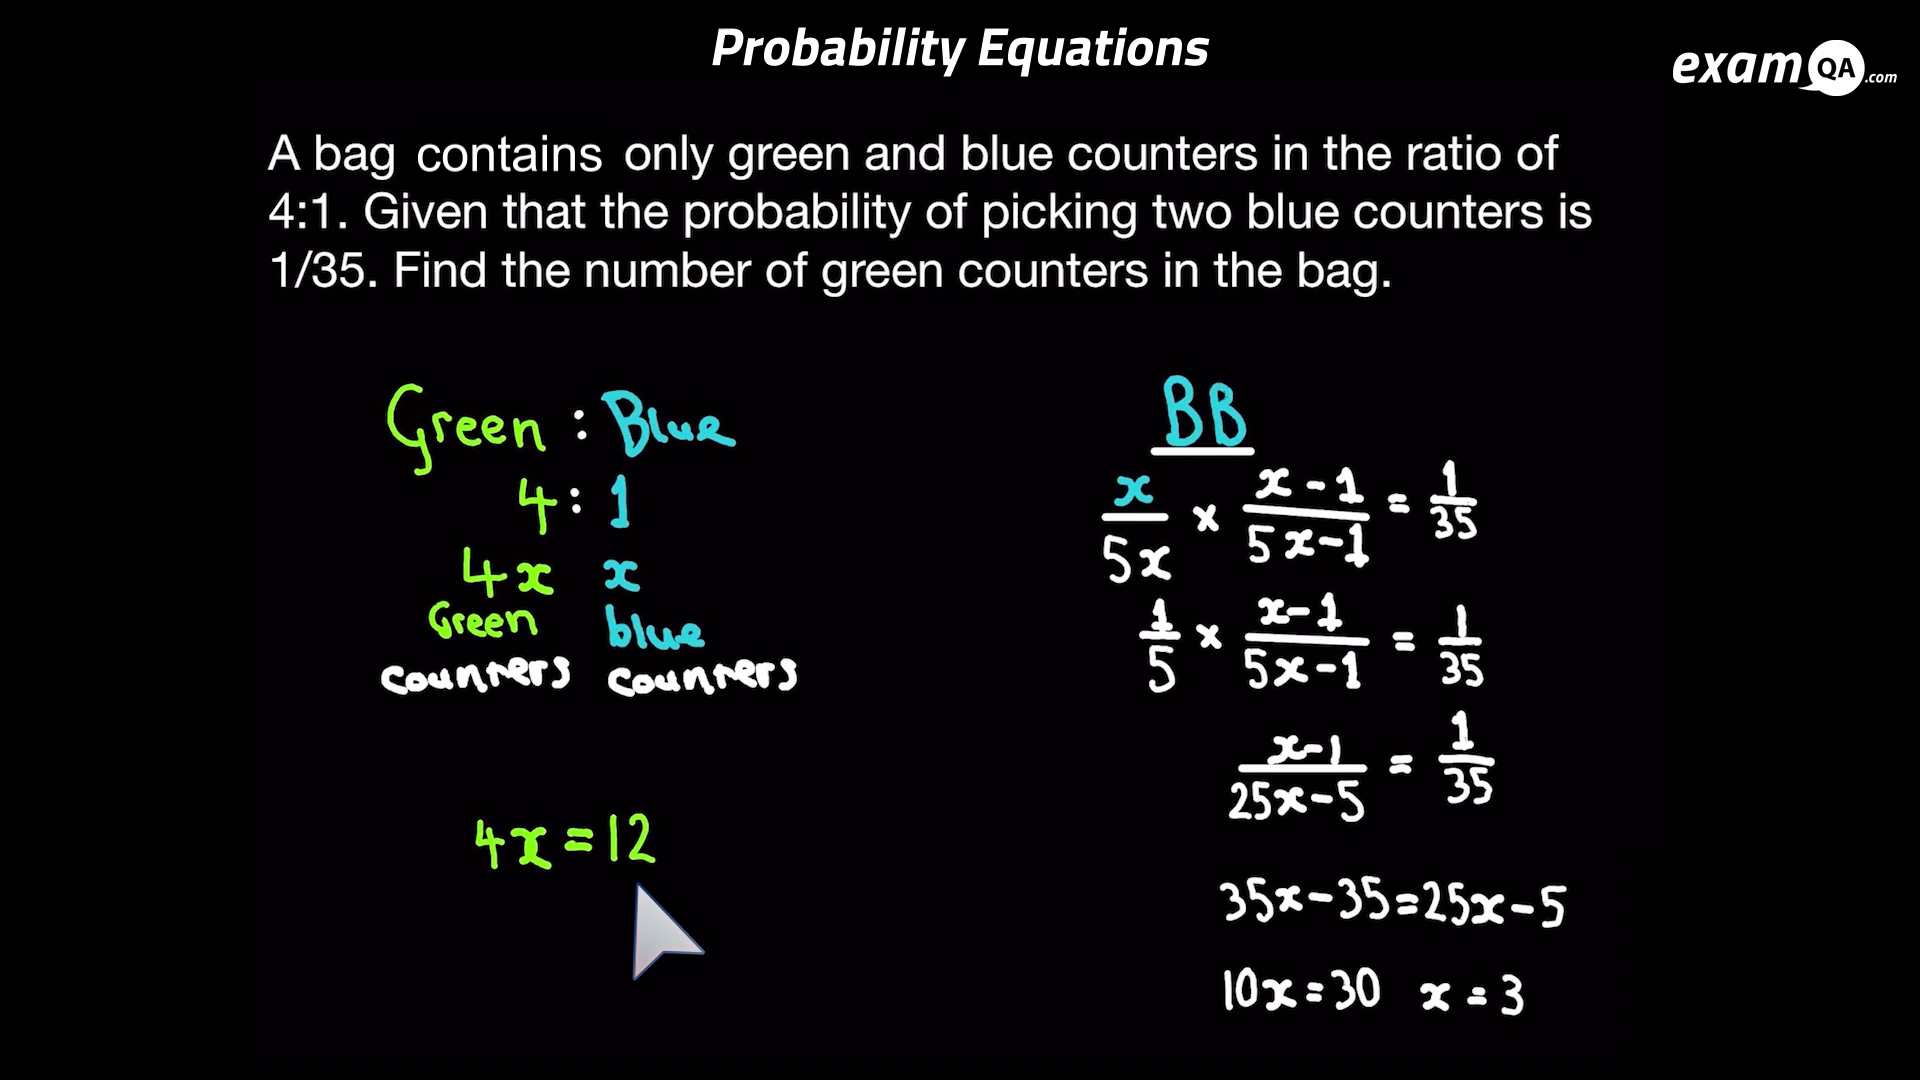 Probability Equations
examQA.com
A bag contains only green and blue counters in the ratio of
4:1. Given that the probability of picking two blue counters is
1/35. Find the number of green counters in the bag.
Green : Blue
4 : 1
4x x
Green blue
counters counters
4x = 12
BB
x/5x × x-1/5x-1 = 1/35
1/5 × x-1/5x-1 = 1/35
x-1/25x-5 = 1/35
35x-35=25x-5
10x=30 x = 3